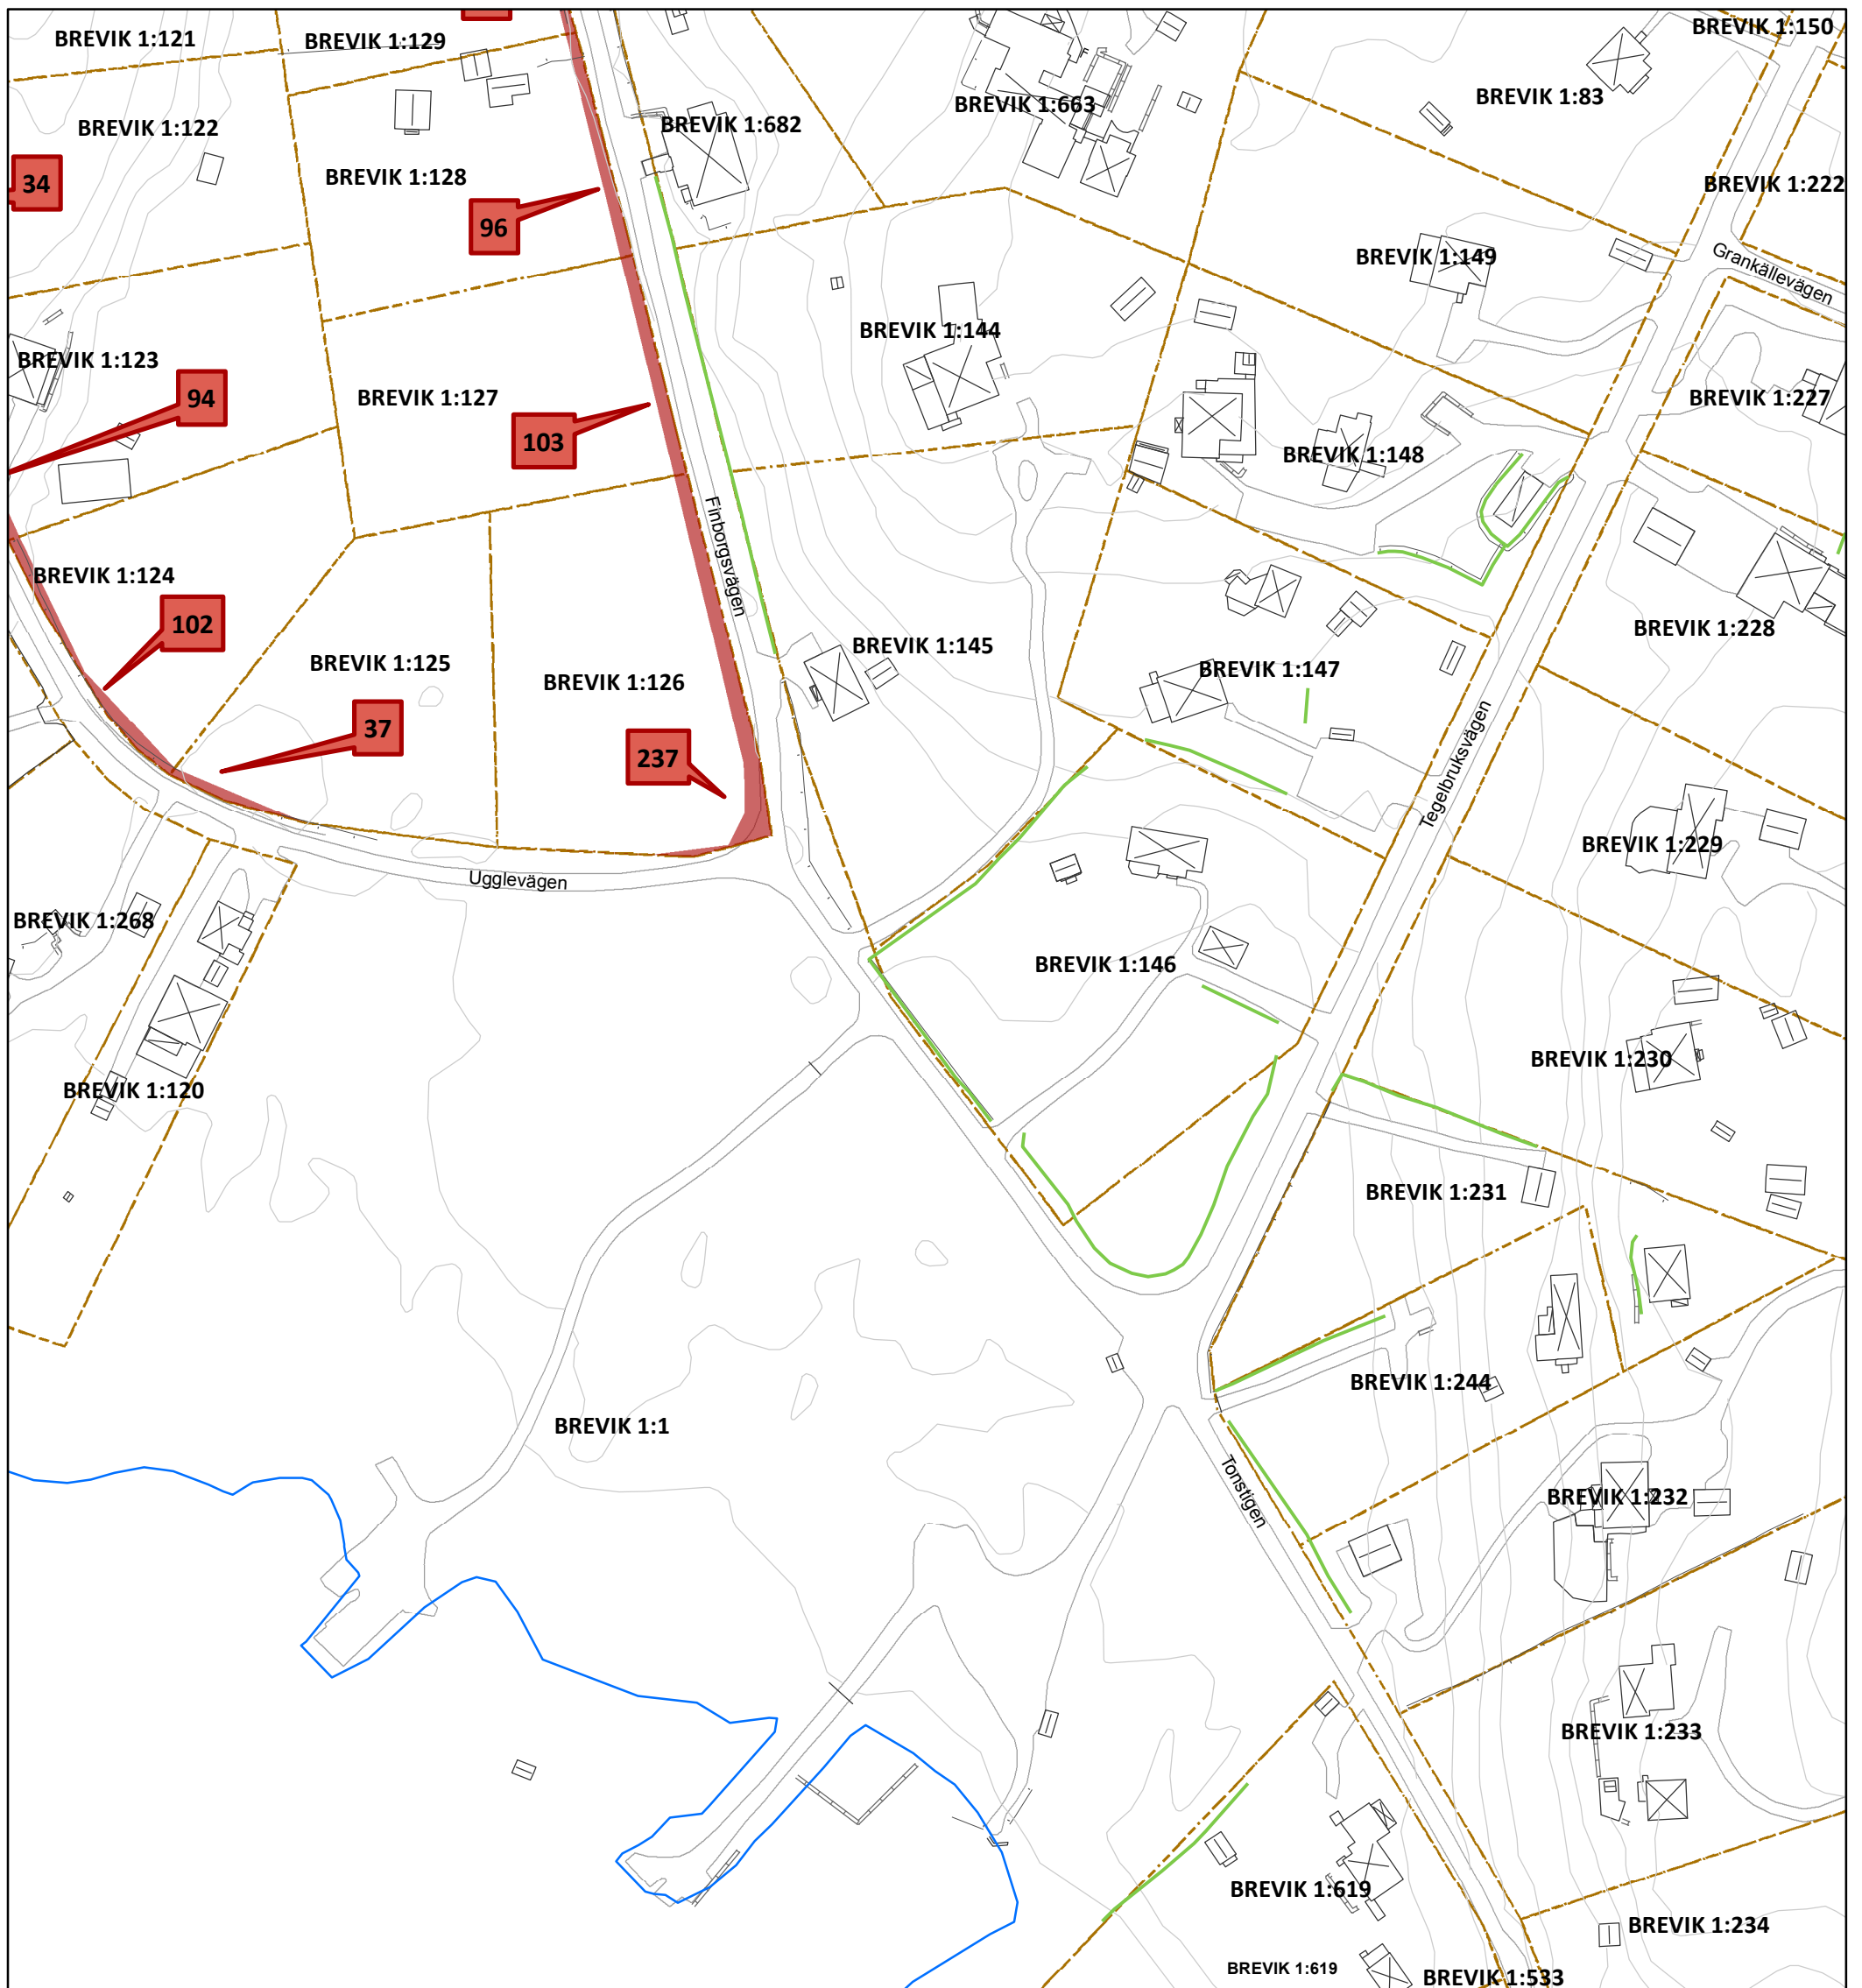 BREVIK 1:121
BREVIK 1:129
BREVIK 1:150
BREVIK 1:83
BREVIK 1:663
BREVIK 1:122
BREVIK 1:682
BREVIK 1:128
34
BREVIK 1:222
96
BREVIK 1:149
Grankällevägen
BREVIK 1:144
BREVIK 1:123
94
BREVIK 1:127
BREVIK 1:227
103
BREVIK 1:148
Finborgsvägen
BREVIK 1:124
102
BREVIK 1:228
BREVIK 1:145
BREVIK 1:125
BREVIK 1:147
BREVIK 1:126
37
237
Tegelbruksvägen
BREVIK 1:229
Ugglevägen
BREVIK 1:268
BREVIK 1:146
BREVIK 1:230
BREVIK 1:120
BREVIK 1:231
BREVIK 1:244
BREVIK 1:1
Tonstigen
BREVIK 1:232
BREVIK 1:233
BREVIK 1:619
BREVIK 1:234
BREVIK 1:619
BREVIK 1:533